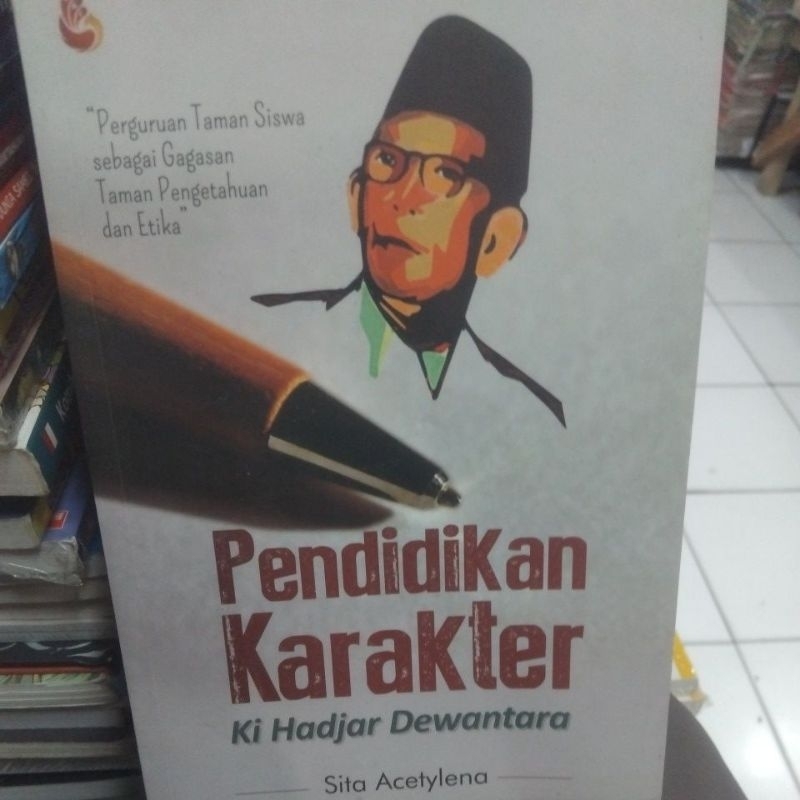 "Perguruan Taman Siswa
sebagai Gagasan
Taman Pengetahuan
dan Etika"
Pendidikan
Karakter
Ki Hadjar Dewantara
Sita Acetylena